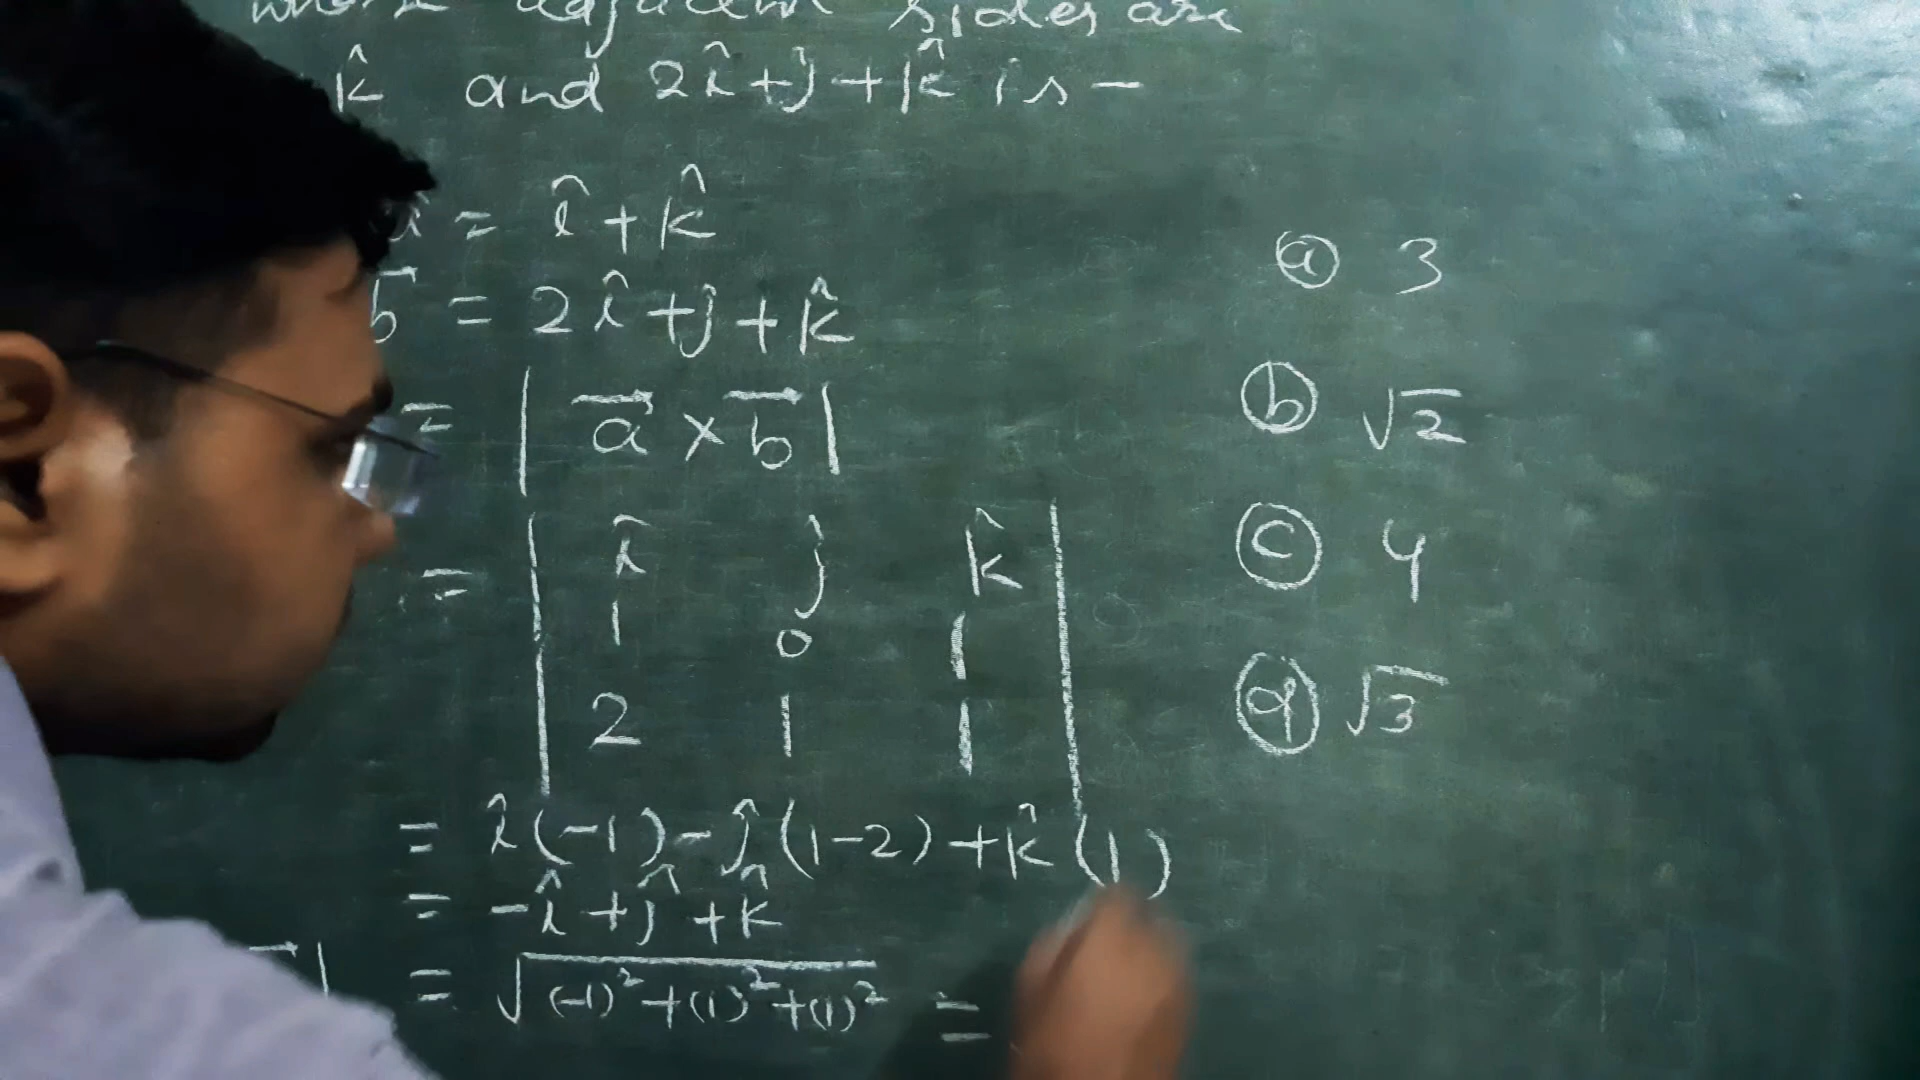 adjacent sides are
k̂ and 2î+ĵ+k̂ is-
= î+k̂
b⃗ = 2î+ĵ+k̂
= |a⃗×b⃗|
= | î ĵ k̂ |
1 0 1
2 1 1
= î(-1)-ĵ(1-2)+k̂(1)
= -î+ĵ+k̂
| = √(-1)²+(1)²+(1)² =
ⓐ 3
ⓑ √2
ⓒ 4
ⓓ √3